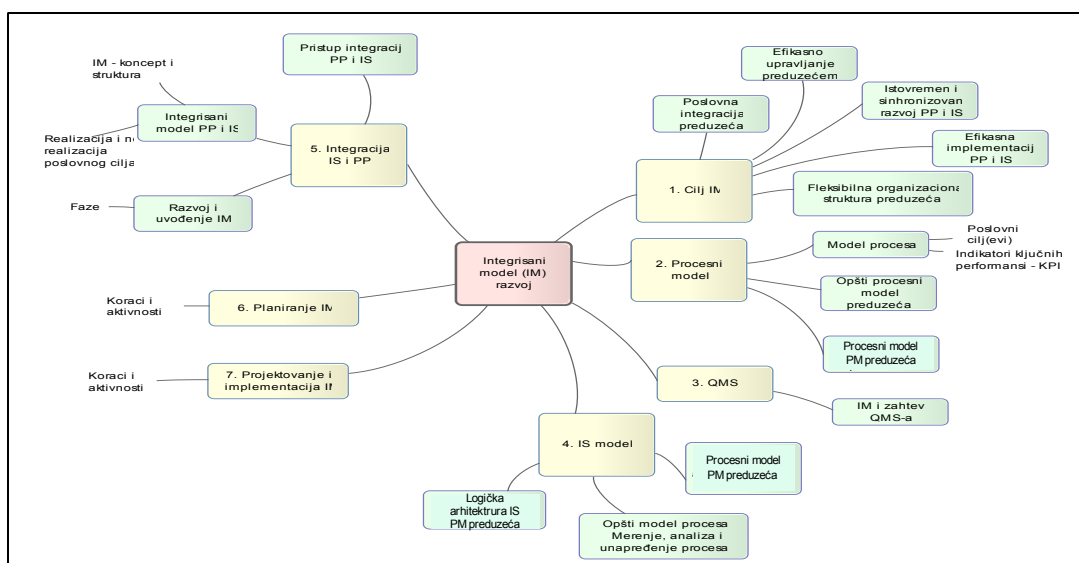 IM - koncept i
struktura
Pristup integracij
PP i IS
Integrisani
model PP i IS
Realizacija i
realizacija
poslovnog cilja
5. Integracija
IS i PP
Faze
Razvoj i
uvođenje IM
Efikasno
upravljanje
preduzećem
Poslovna
integracija
preduzeća
Istovremen i
sinhronizovan
razvoj PP i IS
Efikasna
implementacij
PP i IS
1. Cilj IM
Fleksibilna organizaciona
struktura preduzeća
Integrisani
model (IM)
razvoj
2. Procesni
model
Model procesa
Poslovni
cilj(evi)
Indikatori ključnih
performansi - KPI
Opšti procesni
model
preduzeća
Procesni model
PM preduzeća
Koraci i
aktivnosti
6. Planiranje IM
Koraci i
aktivnosti
7. Projektovanje i
implementacija IM
3. QMS
IM i zahtev
QMS-a
4. IS model
Procesni model
PM preduzeća
Logička
arhitektrura IS
PM preduzeća
Opšti model procesa
Merenje, analiza i
unapređenje procesa